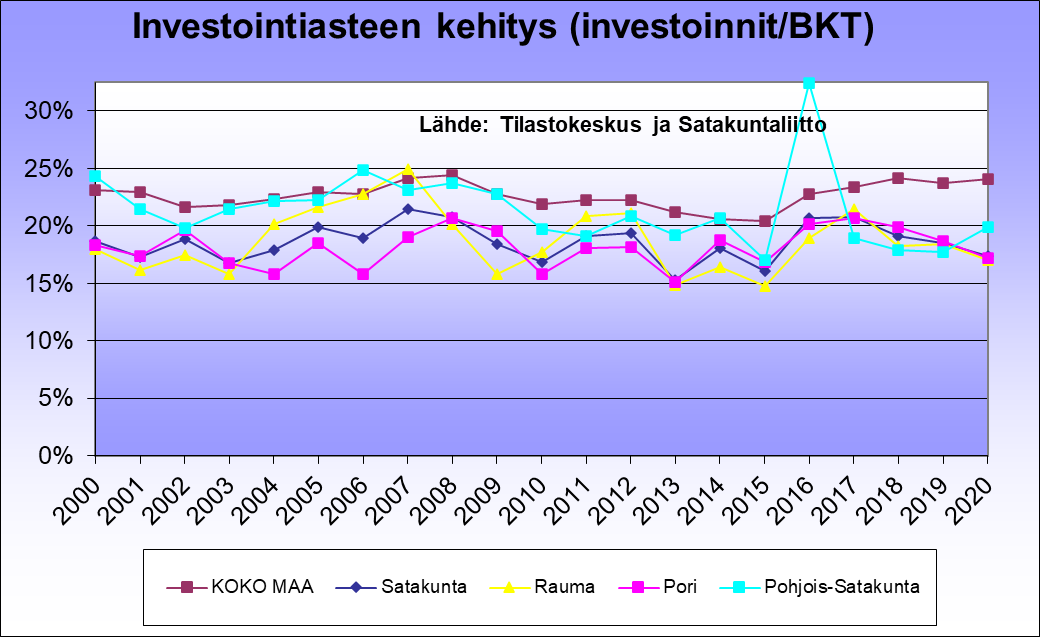 Investointiasteen kehitys (investoinnit/BKT)
30%
Lähde: Tilastokeskus ja Satakuntaliitto
25%
20%
15%
10%
5%
0%
2000 2001 2002 2003 2004 2005 2006 2007 2008 2009 2010 2011 2012 2013 2014 2015 2016 2017 2018 2019 2020
KOKO MAA Satakunta Rauma Pori Pohjois-Satakunta